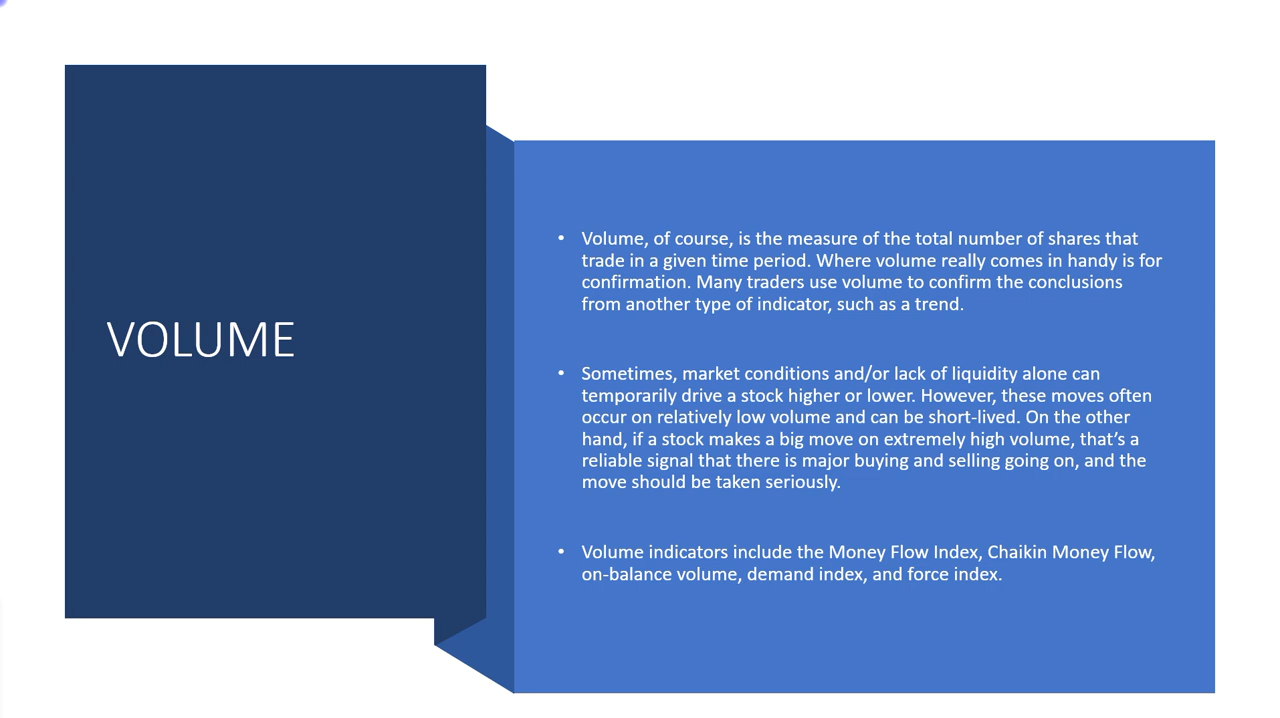 VOLUME
• Volume, of course, is the measure of the total number of shares that
trade in a given time period. Where volume really comes in handy is for
confirmation. Many traders use volume to confirm the conclusions
from another type of indicator, such as a trend.
• Sometimes, market conditions and/or lack of liquidity alone can
temporarily drive a stock higher or lower. However, these moves often
occur on relatively low volume and can be short-lived. On the other
hand, if a stock makes a big move on extremely high volume, that’s a
reliable signal that there is major buying and selling going on, and the
move should be taken seriously.
• Volume indicators include the Money Flow Index, Chaikin Money Flow,
on-balance volume, demand index, and force index.